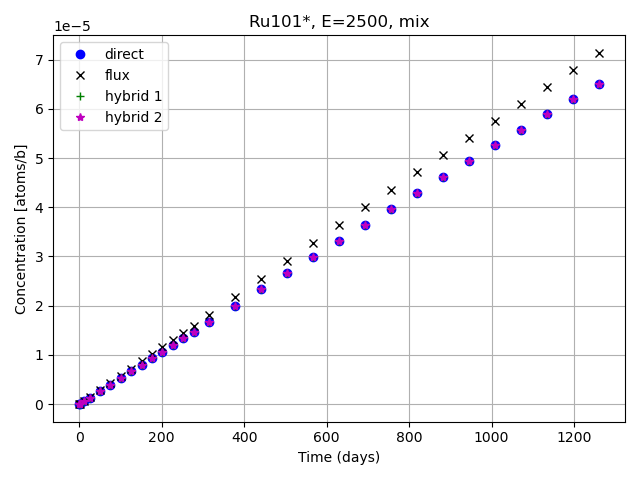 Ru101*, E=2500, mix
1e−5
direct
flux
hybrid 1
hybrid 2
7
6
5
4
3
2
1
0
Concentration [atoms/b]
0 200 400 600 800 1000 1200
Time (days)